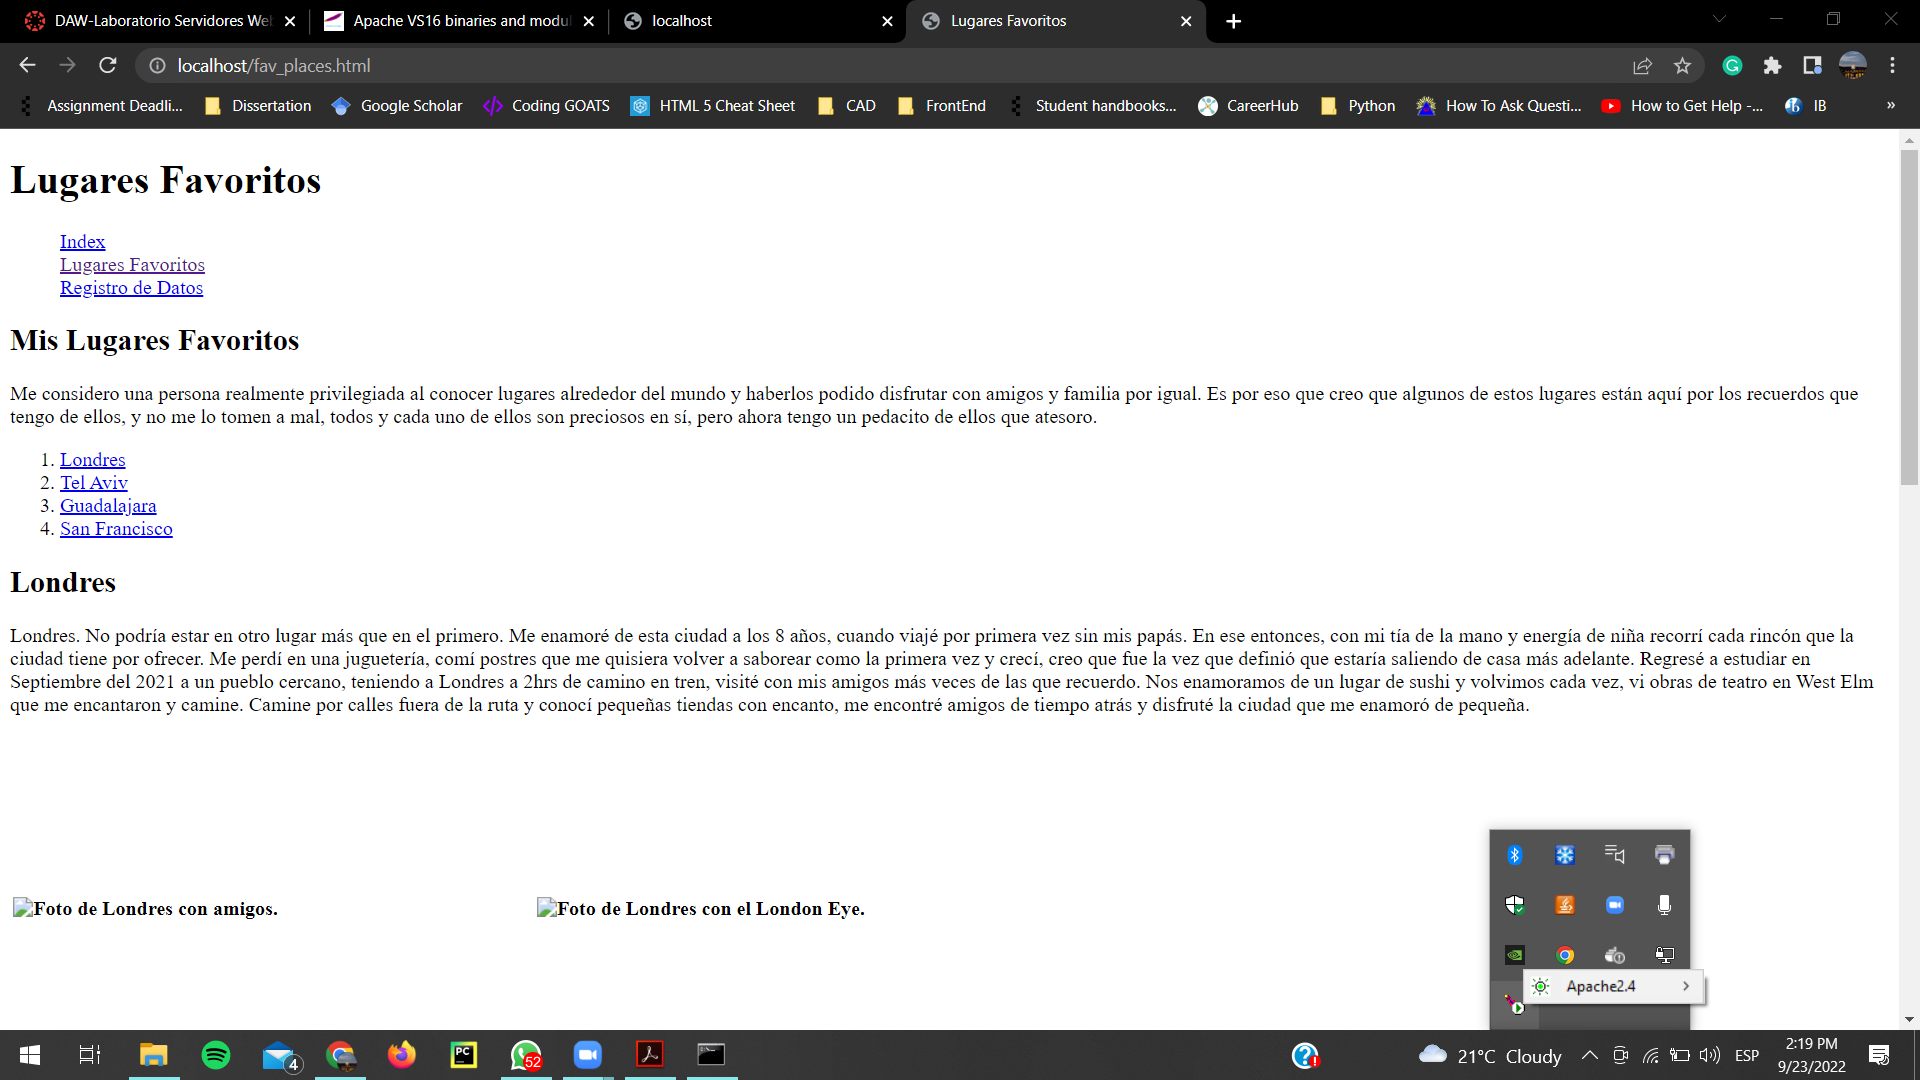 DAW-Laboratorio Servidores Web
Apache VS16 binaries and modul
localhost
Lugares Favoritos
localhost/fav_places.html
Assignment Deadli...
Dissertation
Google Scholar
Coding GOATS
HTML 5 Cheat Sheet
CAD
FrontEnd
Student handbooks...
CareerHub
Python
How To Ask Questi...
How to Get Help -...
IB
»
Lugares Favoritos
Index
Lugares Favoritos
Registro de Datos
Mis Lugares Favoritos
Me considero una persona realmente privilegiada al conocer lugares alrededor del mundo y haberlos podido disfrutar con amigos y familia por igual. Es por eso que creo que algunos de estos lugares están aquí por los recuerdos que
tengo de ellos, y no me lo tomen a mal, todos y cada uno de ellos son preciosos en sí, pero ahora tengo un pedacito de ellos que atesoro.
1. Londres
2. Tel Aviv
3. Guadalajara
4. San Francisco
Londres
Londres. No podría estar en otro lugar más que en el primero. Me enamoré de esta ciudad a los 8 años, cuando viajé por primera vez sin mis papás. En ese entonces, con mi tía de la mano y energía de niña recorrí cada rincón que la
ciudad tiene por ofrecer. Me perdí en una juguetería, comí postres que me quisiera volver a saborear como la primera vez y crecí, creo que fue la vez que definió que estaría saliendo de casa más adelante. Regresé a estudiar en
Septiembre del 2021 a un pueblo cercano, teniendo a Londres a 2hrs de camino en tren, visité con mis amigos más veces de las que recuerdo. Nos enamoramos de un lugar de sushi y volvimos cada vez, vi obras de teatro en West Elm
que me encantaron y camine. Camine por calles fuera de la ruta y conocí pequeñas tiendas con encanto, me encontré amigos de tiempo atrás y disfruté la ciudad que me enamoró de pequeña.
Foto de Londres con amigos.
Foto de Londres con el London Eye.
Apache2.4
4
PC
52
21°C Cloudy
ESP
2:19 PM
9/23/2022